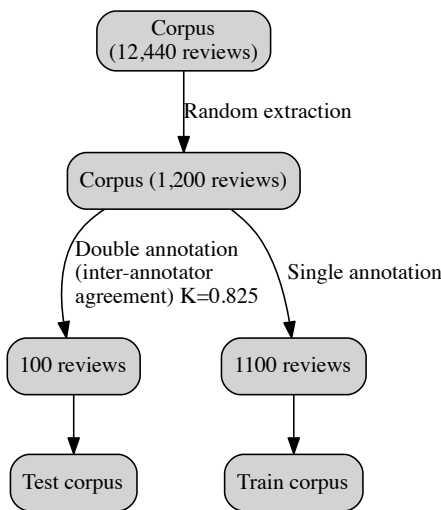 Corpus
(12,440 reviews)
Random extraction
Corpus (1,200 reviews)
Double annotation
(inter-annotator
agreement) K=0.825
Single annotation
100 reviews
1100 reviews
Test corpus
Train corpus